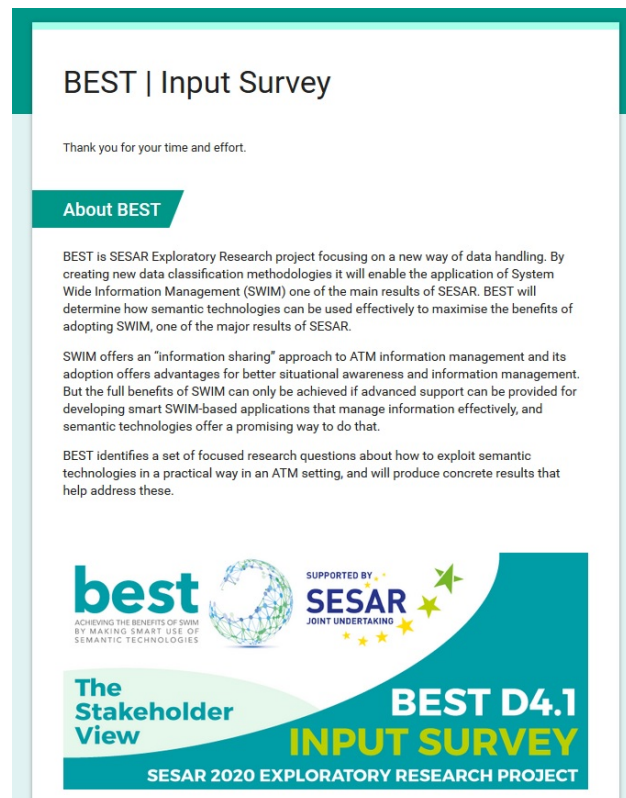 BEST | Input Survey
Thank you for your time and effort.
About BEST
BEST is SESAR Exploratory Research project focusing on a new way of data handling. By
creating new data classification methodologies it will enable the application of System
Wide Information Management (SWIM) one of the main results of SESAR. BEST will
determine how semantic technologies can be used effectively to maximise the benefits of
adopting SWIM, one of the major results of SESAR.
SWIM offers an "information sharing" approach to ATM information management and its
adoption offers advantages for better situational awareness and information management.
But the full benefits of SWIM can only be achieved if advanced support can be provided for
developing smart SWIM-based applications that manage information effectively, and
semantic technologies offer a promising way to do that.
BEST identifies a set of focused research questions about how to exploit semantic
technologies in a practical way in an ATM setting, and will produce concrete results that
help address these.
best
ACHIEVING THE BENEFITS OF SWIM
BY MAKING SMART USE OF
SEMANTIC TECHNOLOGIES
SUPPORTED BY
SESAR
JOINT UNDERTAKING
The
Stakeholder
View
BEST D4.1
INPUT SURVEY
SESAR 2020 EXPLORATORY RESEARCH PROJECT